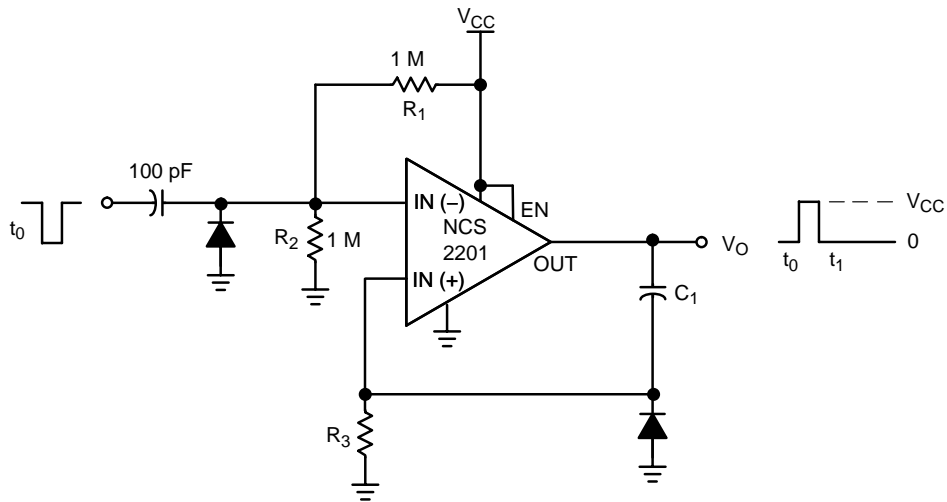 V_CC
1 M
R_1
100 pF
t_0
R_2
1 M
IN (–)
NCS
2201
IN (+)
EN
OUT
V_O
C_1
R_3
V_CC
0
t_0
t_1